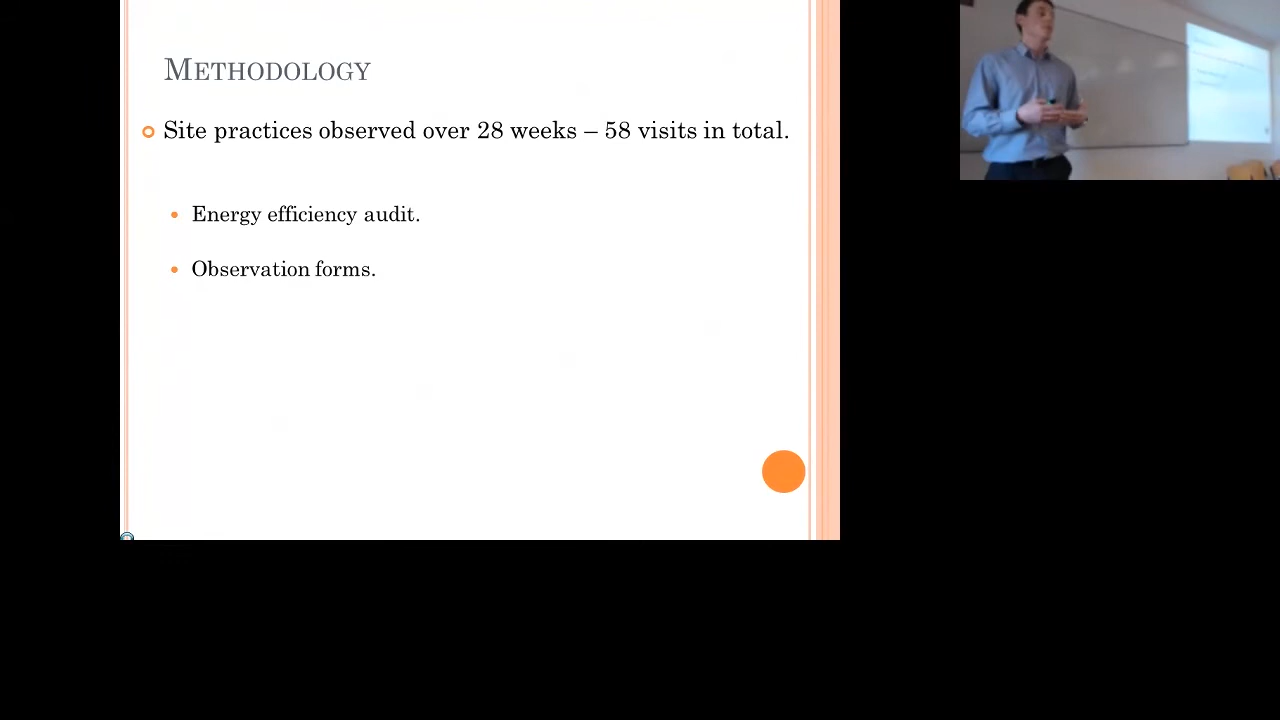 METHODOLOGY
Site practices observed over 28 weeks – 58 visits in total.
Energy efficiency audit.
Observation forms.